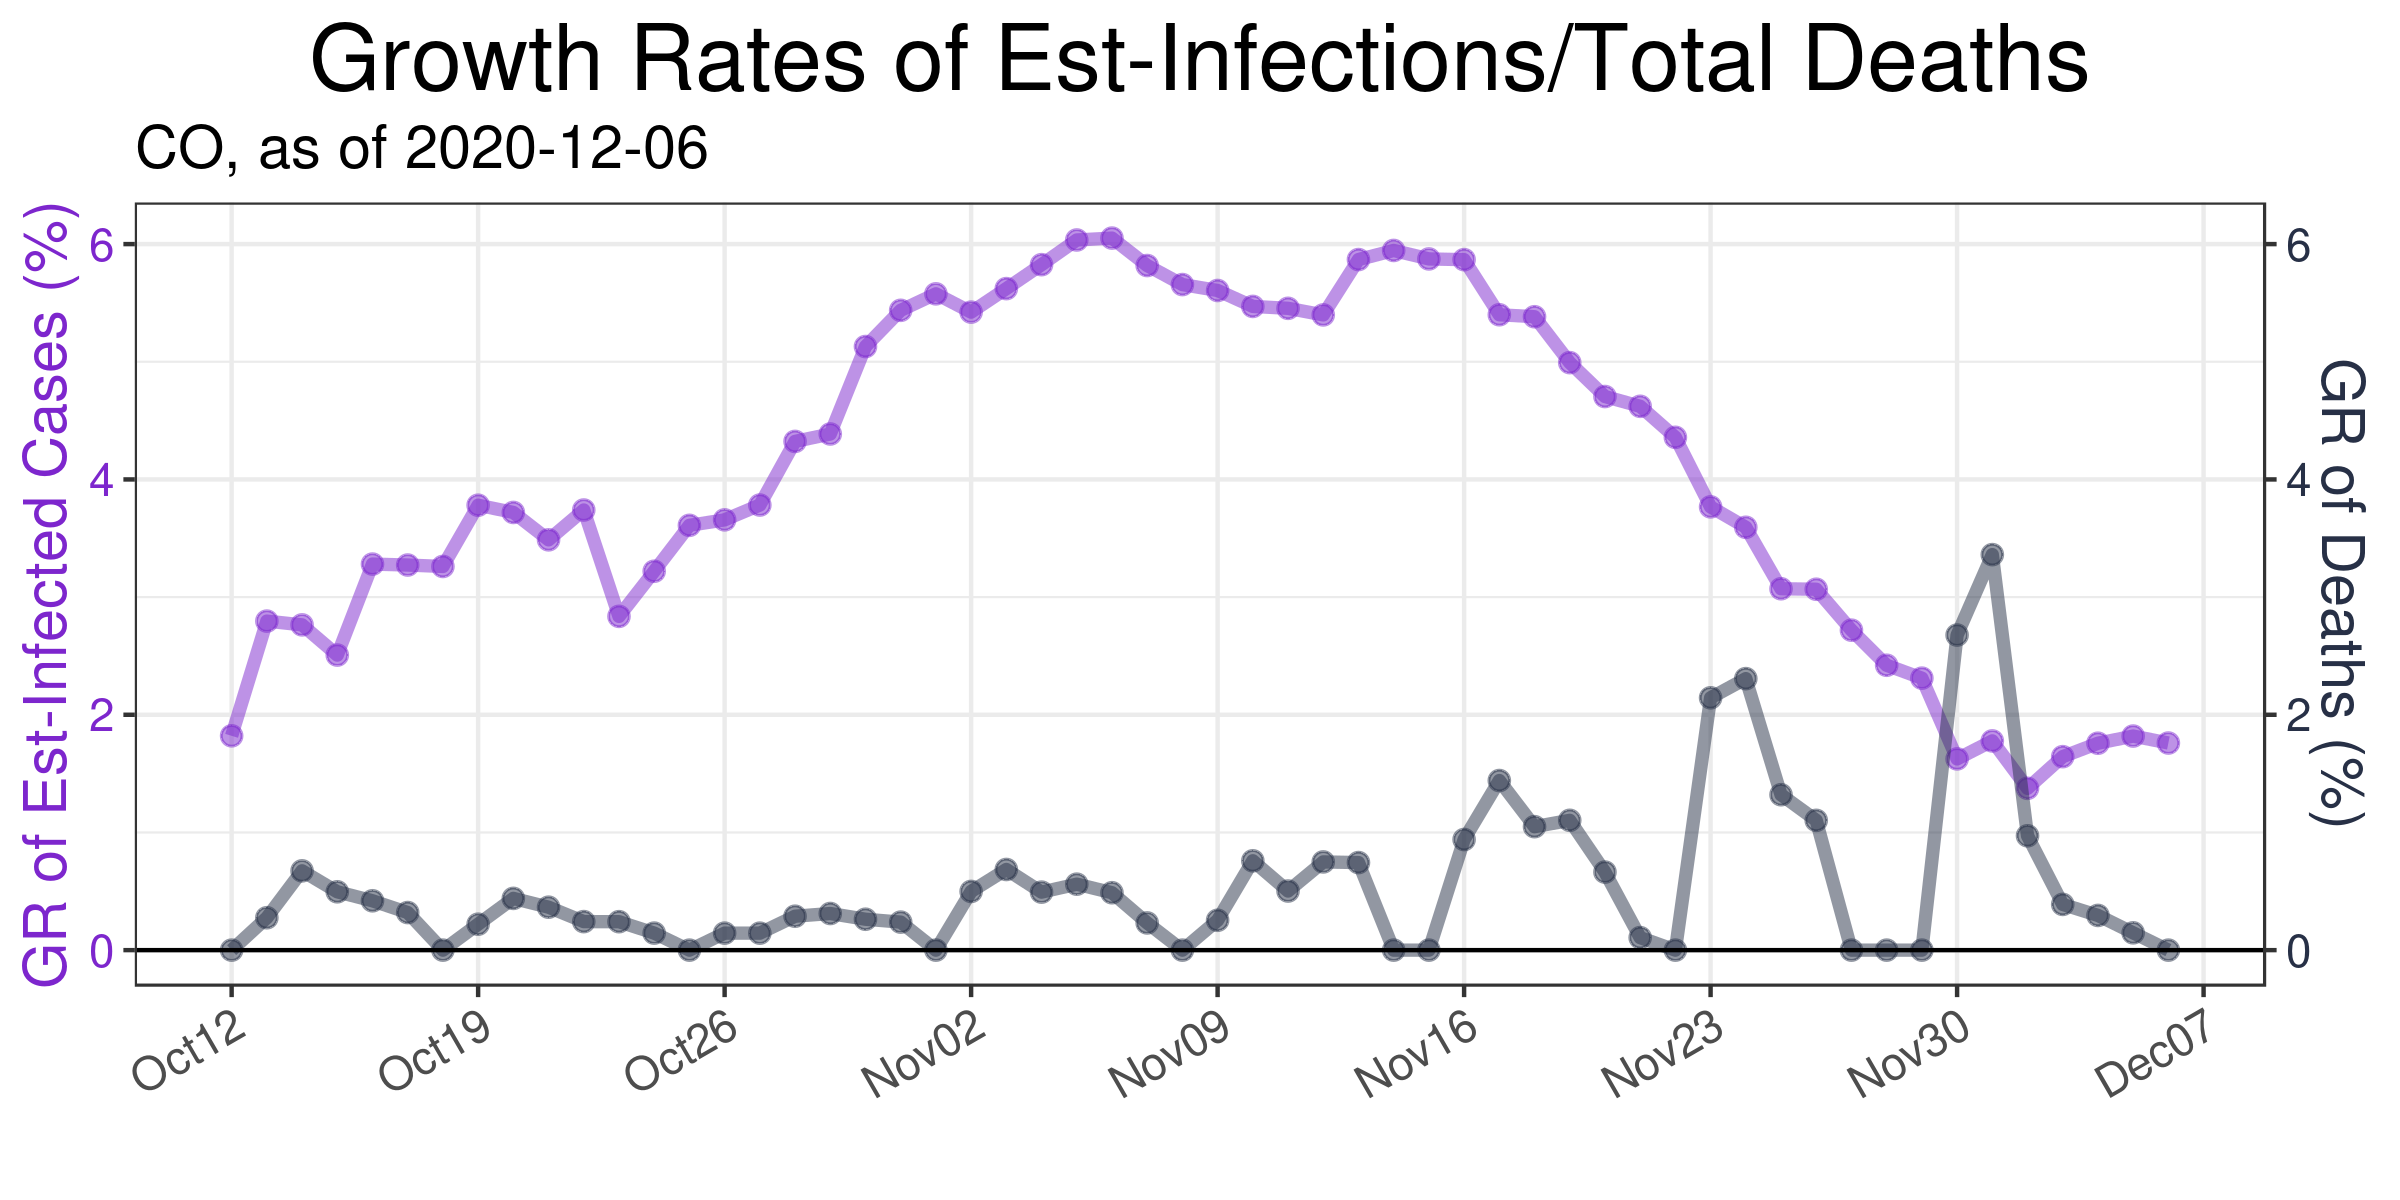 Growth Rates of Est-Infections/Total Deaths
CO, as of 2020-12-06
GR of Est-Infected Cases (%)
6
4
2
0
6
4
2
0
GR of Deaths (%)
Oct12
Oct19
Oct26
Nov02
Nov09
Nov16
Nov23
Nov30
Dec07